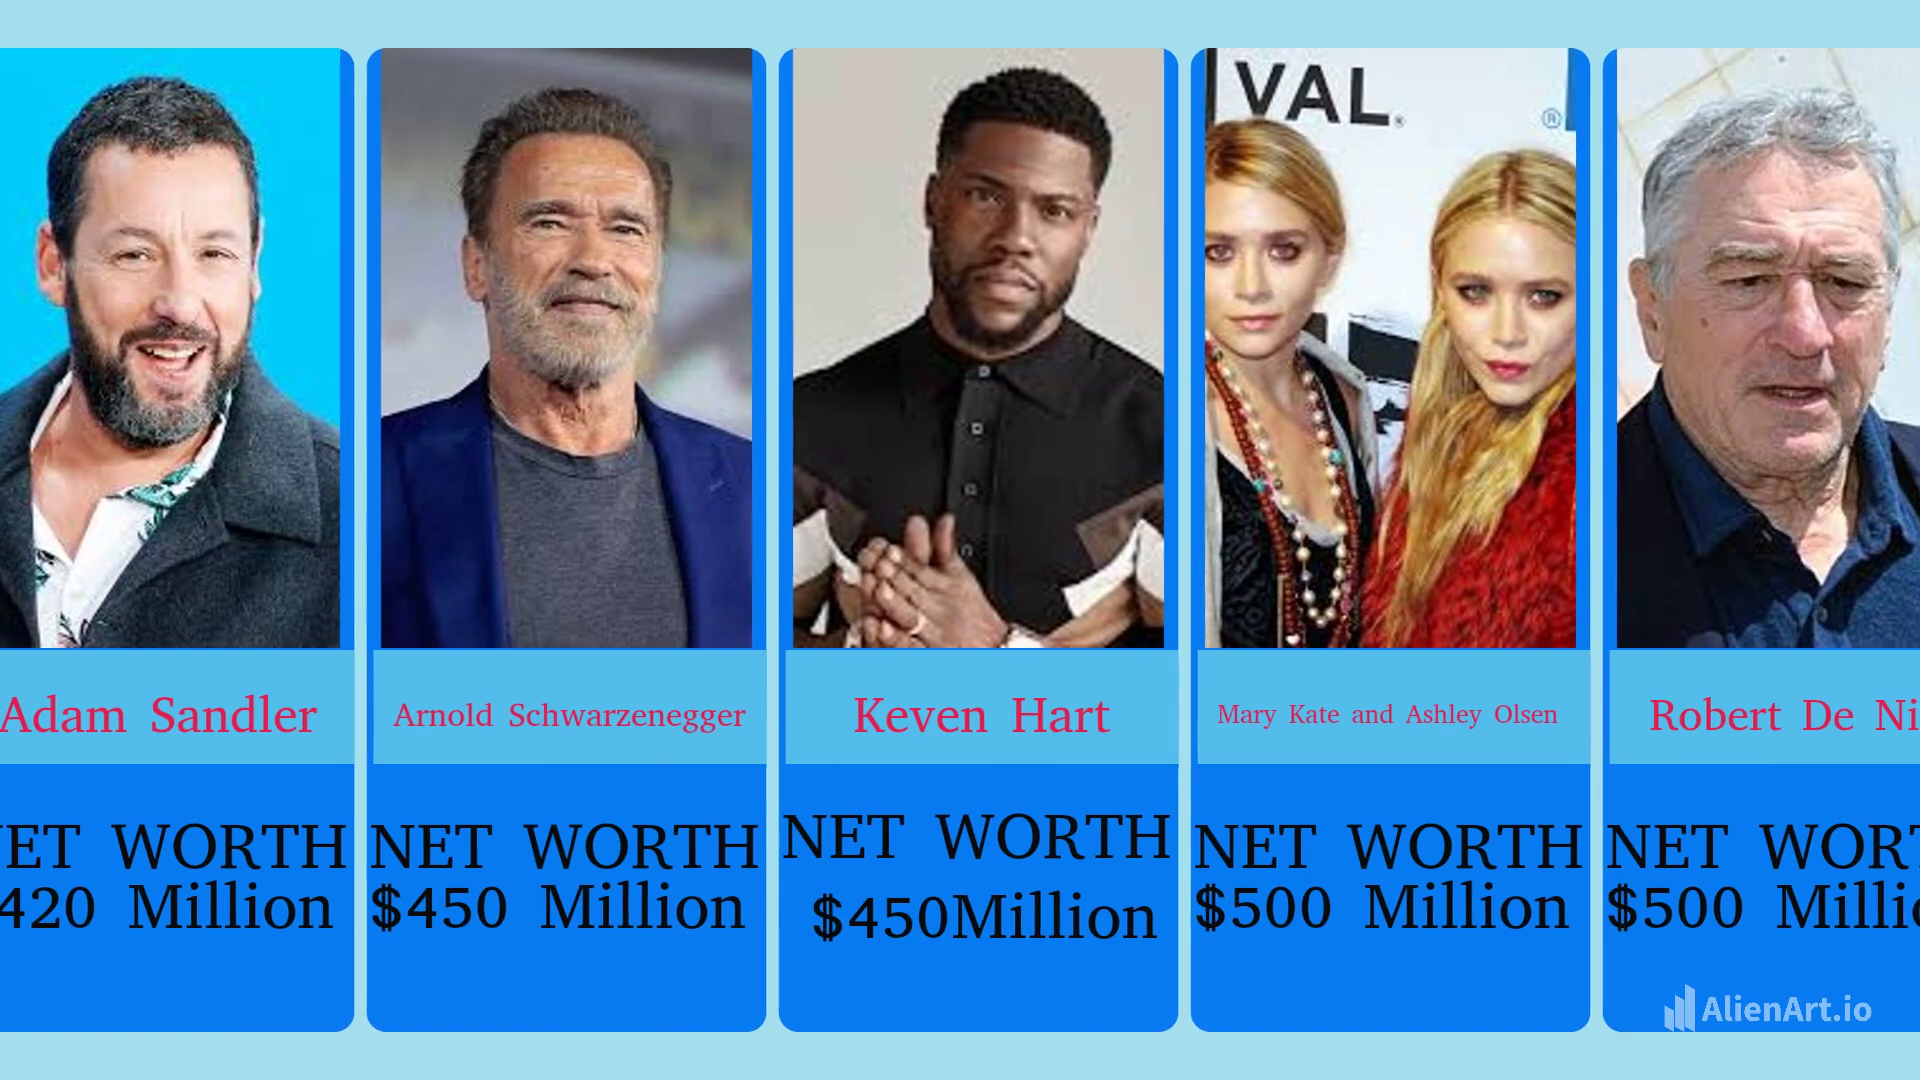 VAL
®
Adam Sandler
Arnold Schwarzenegger
Keven Hart
Mary Kate and Ashley Olsen
Robert De Ni
ET WORTH
420 Million
NET WORTH
$450 Million
NET WORTH
$450Million
NET WORTH
$500 Million
NET WORT
$500 Millio
AlienArt.io